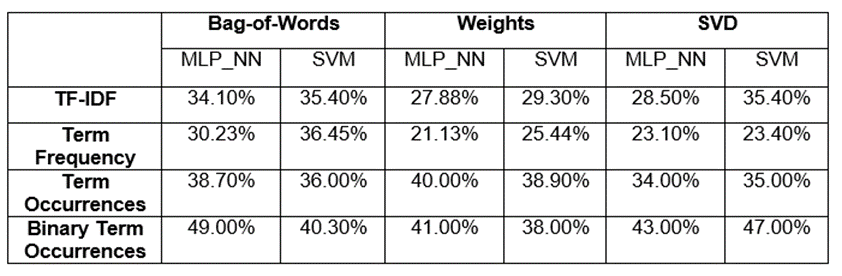 Bag-of-Words Weights SVD
MLP_NN SVM MLP_NN SVM MLP_NN SVM
TF-IDF 34.10% 35.40% 27.88% 29.30% 28.50% 35.40%
Term 30.23% 36.45% 21.13% 25.44% 23.10% 23.40%
Frequency
Term 38.70% 36.00% 40.00% 38.90% 34.00% 35.00%
Occurrences
Binary Term 49.00% 40.30% 41.00% 38.00% 43.00% 47.00%
Occurrences